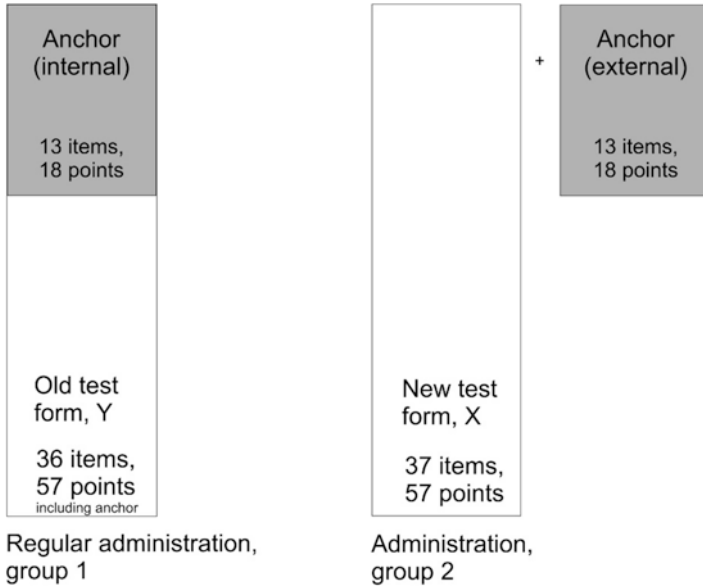 Anchor
(internal)
13 items,
18 points
Old test
form, Y
36 items,
57 points
including anchor
Regular administration,
group 1
New test
form, X
37 items,
57 points
Administration,
group 2
+
Anchor
(external)
13 items,
18 points